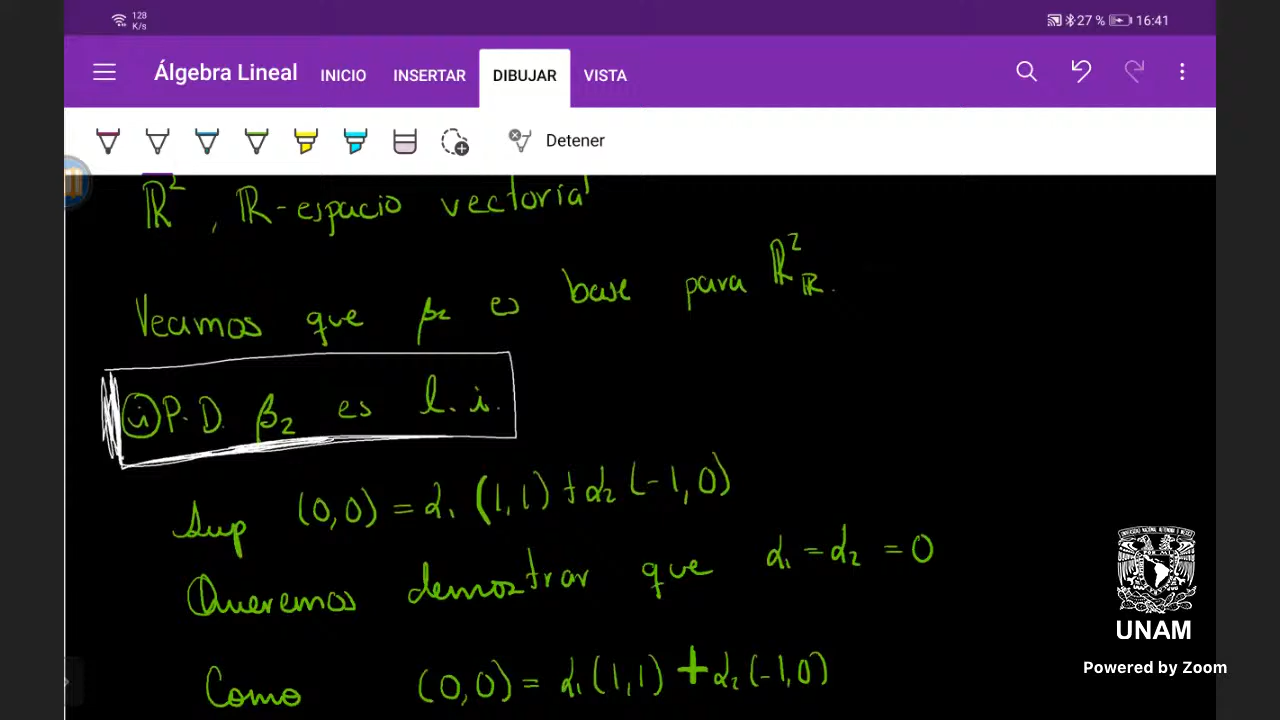 128
K/s
27 % 16:41
Álgebra Lineal INICIO INSERTAR DIBUJAR VISTA
Detener
ℝ², ℝ-espacio vectorial
Veamos que β₂ es base para ℝ²_ℝ.
P.D. β₂ es l.i.
Sup (0,0) = α₁ (1,1) + α₂ (-1,0)
Queremos demostrar que α₁ = α₂ = 0
Como (0,0) = α₁ (1,1) + α₂ (-1,0)
UNAM
Powered by Zoom